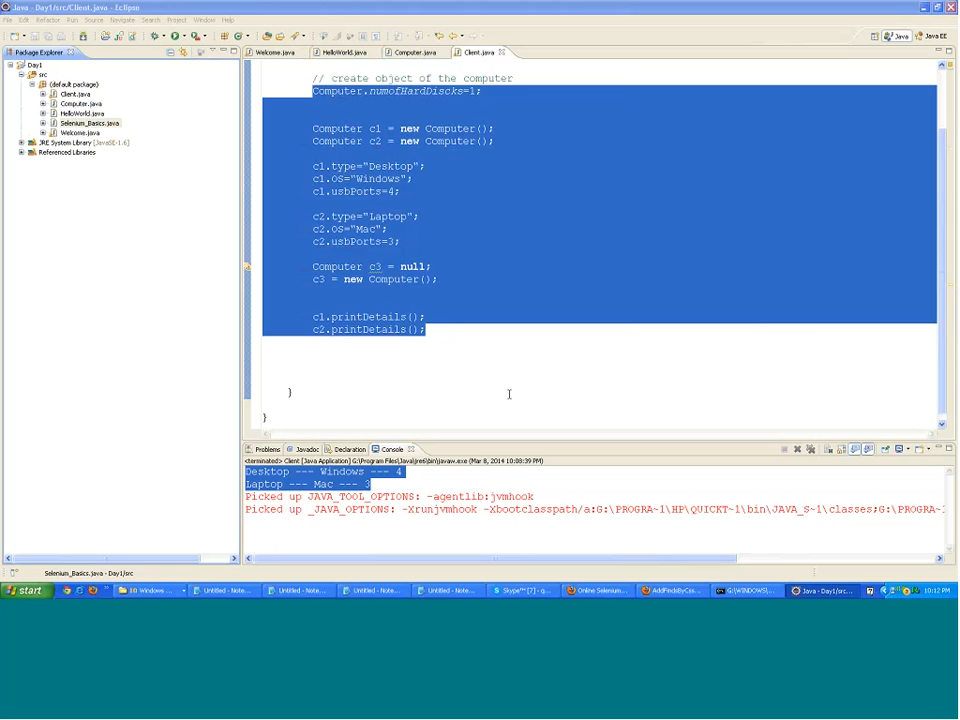 Java - Day1/src/Client.java - Eclipse
File Edit Refactor Run Source Navigate Search Project Window Help
Java
Java EE
Package Explorer
Welcome.java
HelloWorld.java
Computer.java
Client.java
Day1
src
(default package)
Client.java
Computer.java
HelloWorld.java
Selenium_Basics.java
Welcome.java
JRE System Library [JavaSE-1.6]
Referenced Libraries
// create object of the computer
Computer.numofHardDiscks=1;
Computer c1 = new Computer();
Computer c2 = new Computer();
c1.type="Desktop";
c1.OS="Windows";
c1.usbPorts=4;
c2.type="Laptop";
c2.OS="Mac";
c2.usbPorts=3;
Computer c3 = null;
c3 = new Computer();
c1.printDetails();
c2.printDetails();
}
}
Problems
Javadoc
Declaration
Console
<terminated> Client [Java Application] G:\Program Files\Java\jre6\bin\javaw.exe (Mar 8, 2014 10:08:39 PM)
Desktop --- Windows --- 4
Laptop --- Mac --- 3
Picked up JAVA_TOOL_OPTIONS: -agentlib:jvmhook
Picked up _JAVA_OPTIONS: -Xrunjvmhook -Xbootclasspath/a:G:\PROGRA~1\HP\QUICKT~1\bin\JAVA_S~1\classes;G:\PROGRA~
Selenium_Basics.java - Day1/src
start
10 Windows ...
Untitled - Note...
Untitled - Note...
Untitled - Note...
Untitled - Note...
Skype™ [7] - q...
Online Selenium...
AddFindsByCss...
G:\WINDOWS\...
Java - Day1/src...
10:12 PM